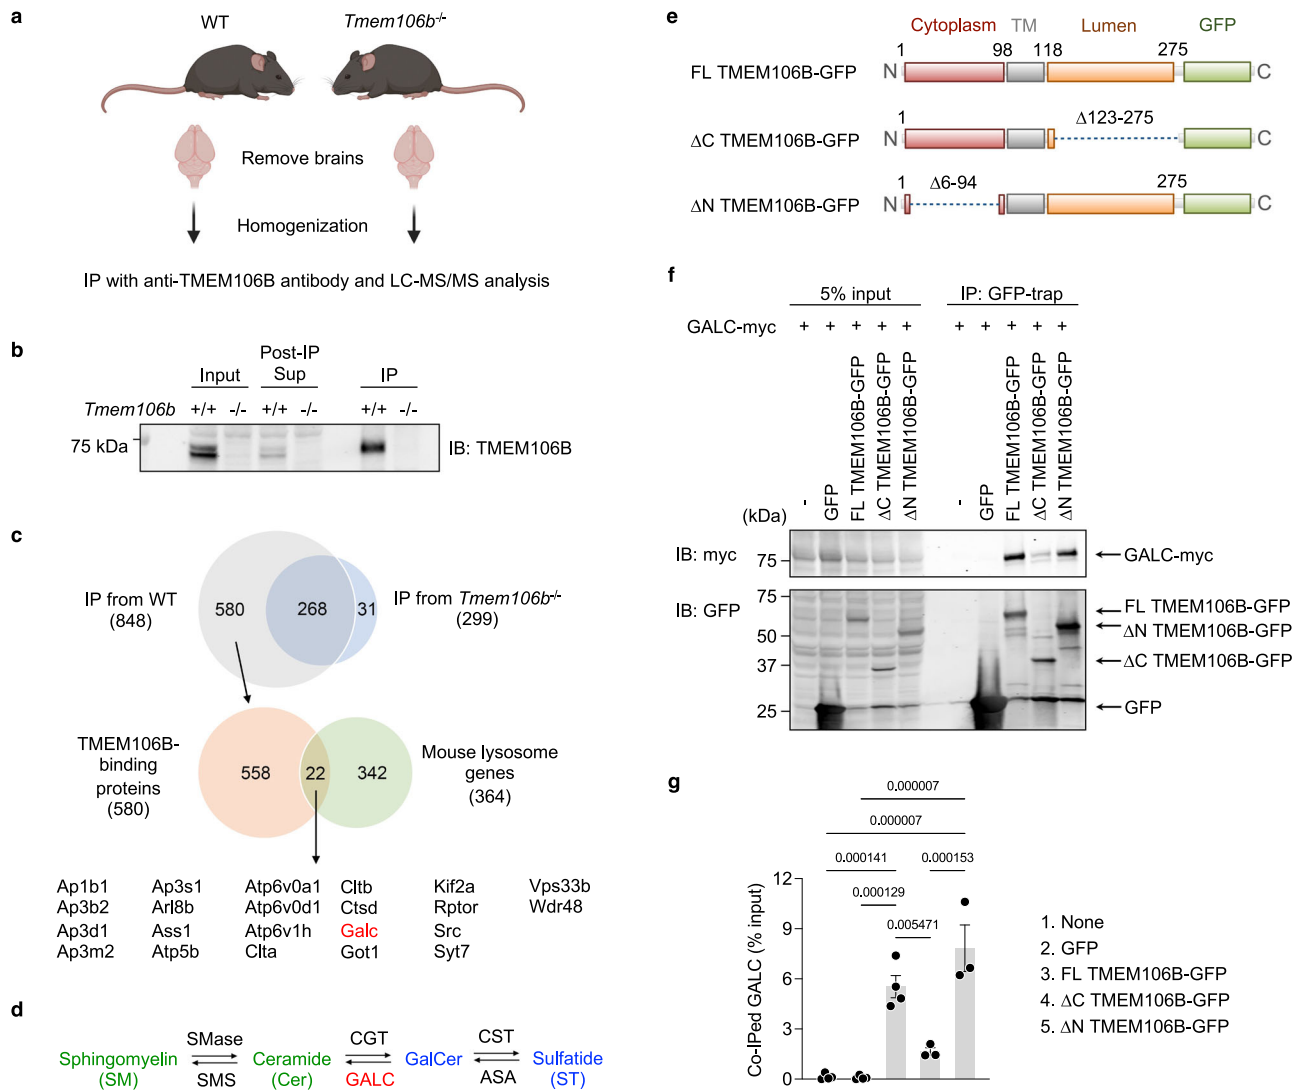 a
WT
Tmem106b-/-
Remove brains
Homogenization
IP with anti-TMEM106B antibody and LC-MS/MS analysis
b
Input
Post-IP
Sup
IP
Tmem106b +/+ -/- +/+ -/- +/+ -/-
75 kDa
IB: TMEM106B
c
IP from WT
(848)
580
268
31
IP from Tmem106b-/-
(299)
TMEM106B-
binding
proteins
(580)
558
22
342
Mouse lysosome
genes
(364)
Ap1b1 Ap3s1 Atp6v0a1 Cltb Kif2a Vps33b
Ap3b2 Arl8b Atp6v0d1 Ctsd Rptor Wdr48
Ap3d1 Ass1 Atp6v1h Galc Src
Ap3m2 Atp5b Clta Got1 Syt7
d
Sphingomyelin
(SM)
SMase
SMS
Ceramide
(Cer)
CGT
GALC
GalCer
CST
ASA
Sulfatide
(ST)
e
Cytoplasm TM Lumen GFP
1 98 118 275
FL TMEM106B-GFP N C
1 Δ123-275
ΔC TMEM106B-GFP N C
1 Δ6-94 275
ΔN TMEM106B-GFP N C
f
5% input
IP: GFP-trap
GALC-myc + + + + + + + + + +
-
GFP
FL TMEM106B-GFP
ΔC TMEM106B-GFP
ΔN TMEM106B-GFP
-
GFP
FL TMEM106B-GFP
ΔC TMEM106B-GFP
ΔN TMEM106B-GFP
(kDa)
IB: myc
75
GALC-myc
IB: GFP
75
50
37
25
FL TMEM106B-GFP
ΔN TMEM106B-GFP
ΔC TMEM106B-GFP
GFP
g
0.000007
0.000007
0.000141
0.000153
0.000129
0.005471
Co-IPed GALC (% input)
12
9
6
3
0
1. None
2. GFP
3. FL TMEM106B-GFP
4. ΔC TMEM106B-GFP
5. ΔN TMEM106B-GFP